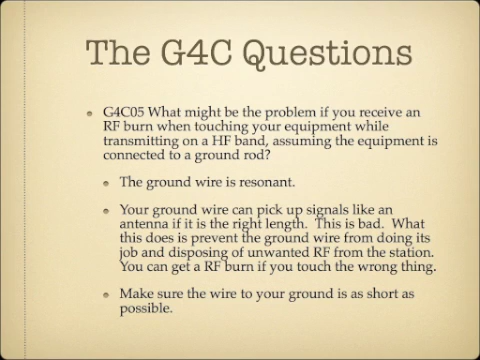 The G4C Questions
G4C05 What might be the problem if you receive an
RF burn when touching your equipment while
transmitting on a HF band, assuming the equipment is
connected to a ground rod?
The ground wire is resonant.
Your ground wire can pick up signals like an
antenna if it is the right length.  This is bad.  What
this does is prevent the ground wire from doing its
job and disposing of unwanted RF from the station.
You can get a RF burn if you touch the wrong thing.
Make sure the wire to your ground is as short as
possible.